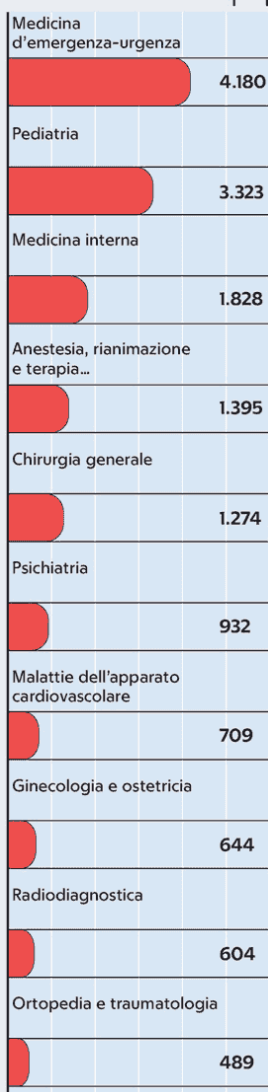 Medicina
d'emergenza-urgenza
4.180
Pediatria
3.323
Medicina interna
1.828
Anestesia, rianimazione
e terapia...
1.395
Chirurgia generale
1.274
Psichiatria
932
Malattie dell'apparato
cardiovascolare
709
Ginecologia e ostetricia
644
Radiodiagnostica
604
Ortopedia e traumatologia
489